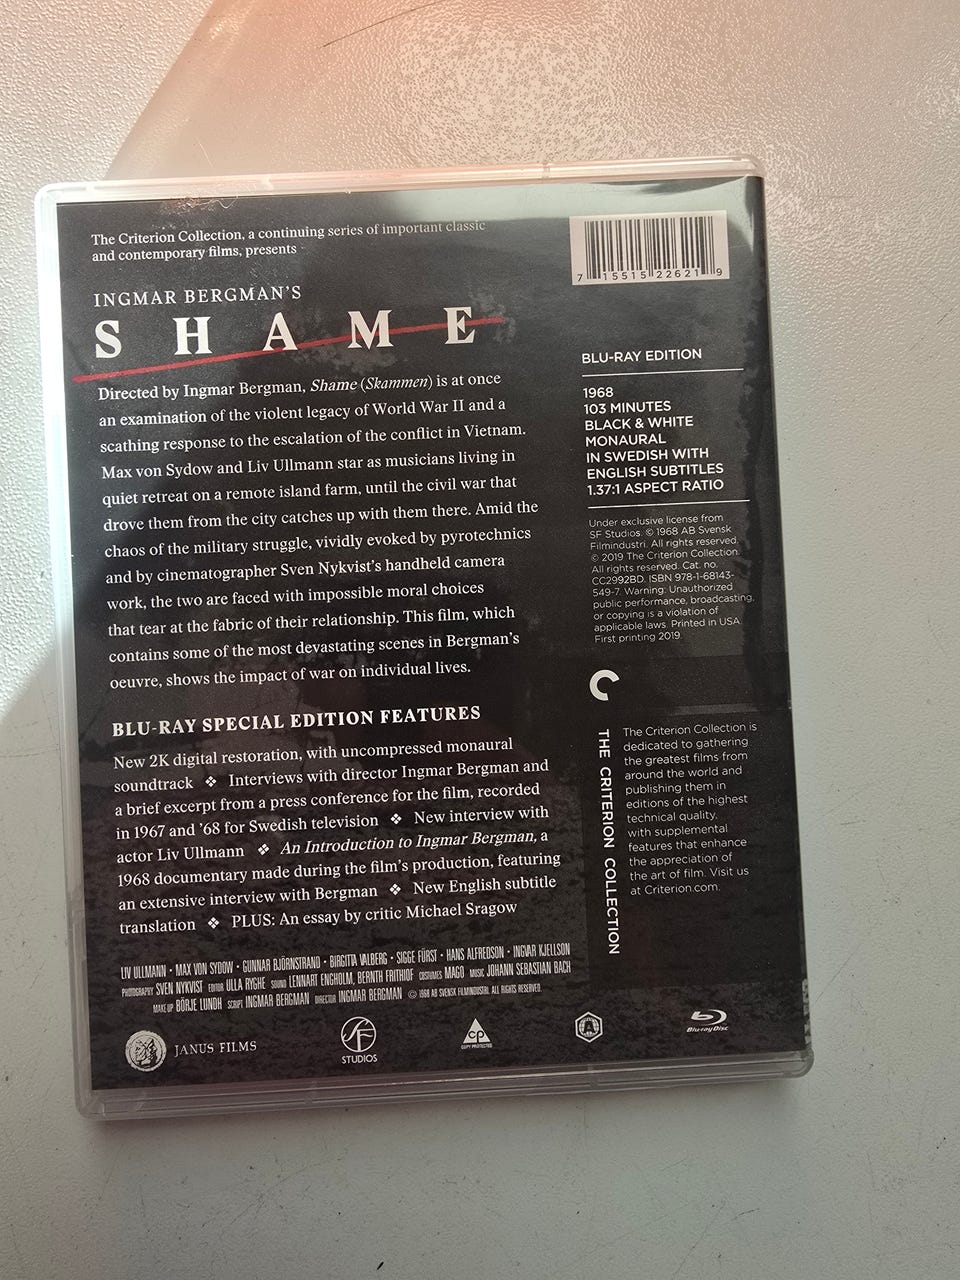 The Criterion Collection, a continuing series of important classic
and contemporary films, presents
INGMAR BERGMAN'S
SHAME
Directed by Ingmar Bergman, Shame (Skammen) is at once
an examination of the violent legacy of World War II and a
scathing response to the escalation of the conflict in Vietnam.
Max von Sydow and Liv Ullmann star as musicians living in
quiet retreat on a remote island farm, until the civil war that
drove them from the city catches up with them there. Amid the
chaos of the military struggle, vividly evoked by pyrotechnics
and by cinematographer Sven Nykvist's handheld camera
work, the two are faced with impossible moral choices
that tear at the fabric of their relationship. This film, which
contains some of the most devastating scenes in Bergman's
oeuvre, shows the impact of war on individual lives.
BLU-RAY SPECIAL EDITION FEATURES
New 2K digital restoration, with uncompressed monaural
soundtrack ❖ Interviews with director Ingmar Bergman and
a brief excerpt from a press conference for the film, recorded
in 1967 and '68 for Swedish television ❖ New interview with
actor Liv Ullmann ❖ An Introduction to Ingmar Bergman, a
1968 documentary made during the film's production, featuring
an extensive interview with Bergman ❖ New English subtitle
translation ❖ PLUS: An essay by critic Michael Sragow
LIV ULLMANN • MAX VON SYDOW • GUNNAR BJÖRNSTRAND • BIRGITTA VALBERG • SIGGE FÜRST • HANS ALFREDSON • INGVAR KJELLSON
PHOTOGRAPHY SVEN NYKVIST EDITOR ULLA RYGHE SOUND LENNART ENGHOLM, BERNTH FRITHIOF COSTUMES MAGO MUSIC JOHANN SEBASTIAN BACH
MAKEUP BÖRJE LUNDH SCRIPT INGMAR BERGMAN DIRECTOR INGMAR BERGMAN © 1968 AB SVENSK FILMINDUSTRI. ALL RIGHTS RESERVED.
JANUS FILMS
SF
STUDIOS
CP
COPY PROTECTED
A
Blu-ray Disc
7 15515 22621 9
BLU-RAY EDITION
1968
103 MINUTES
BLACK & WHITE
MONAURAL
IN SWEDISH WITH
ENGLISH SUBTITLES
1.37:1 ASPECT RATIO
Under exclusive license from
SF Studios. © 1968 AB Svensk
Filmindustri. All rights reserved.
© 2019 The Criterion Collection.
All rights reserved. Cat. no.
CC2992BD. ISBN 978-1-68143-
549-7. Warning: Unauthorized
public performance, broadcasting,
or copying is a violation of
applicable laws. Printed in USA.
First printing 2019.
THE CRITERION COLLECTION
The Criterion Collection is
dedicated to gathering
the greatest films from
around the world and
publishing them in
editions of the highest
technical quality,
with supplemental
features that enhance
the appreciation of
the art of film. Visit us
at Criterion.com.